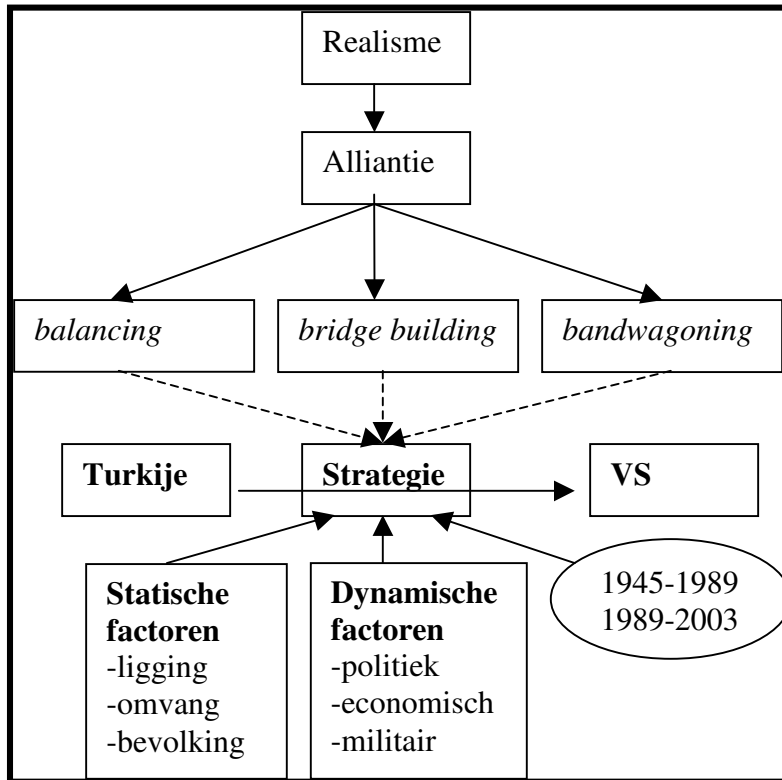 Realisme
Alliantie
balancing
bridge building
bandwagoning
Turkije
Strategie
VS
Statische
factoren
-ligging
-omvang
-bevolking
Dynamische
factoren
-politiek
-economisch
-militair
1945-1989
1989-2003